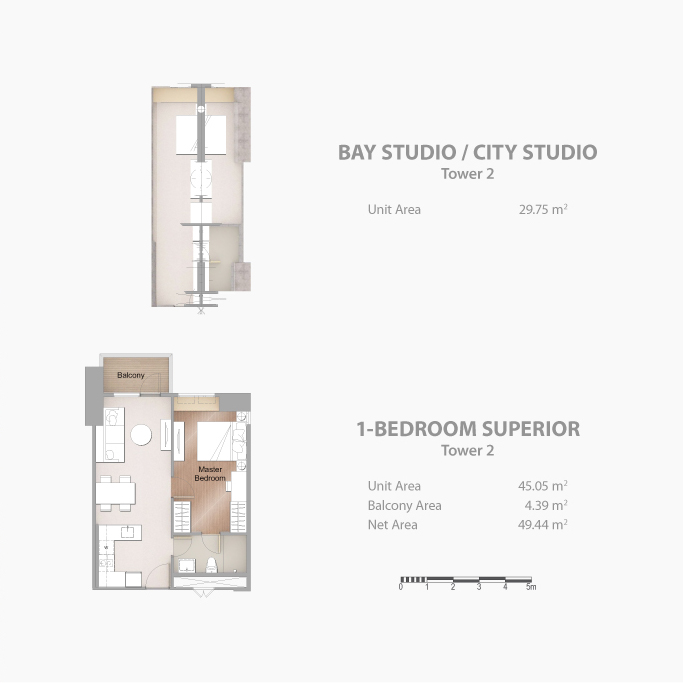 BAY STUDIO / CITY STUDIO
Tower 2
Unit Area 29.75 m²
Balcony
Master
Bedroom
1-BEDROOM SUPERIOR
Tower 2
Unit Area 45.05 m²
Balcony Area 4.39 m²
Net Area 49.44 m²
0 1 2 3 4 5m